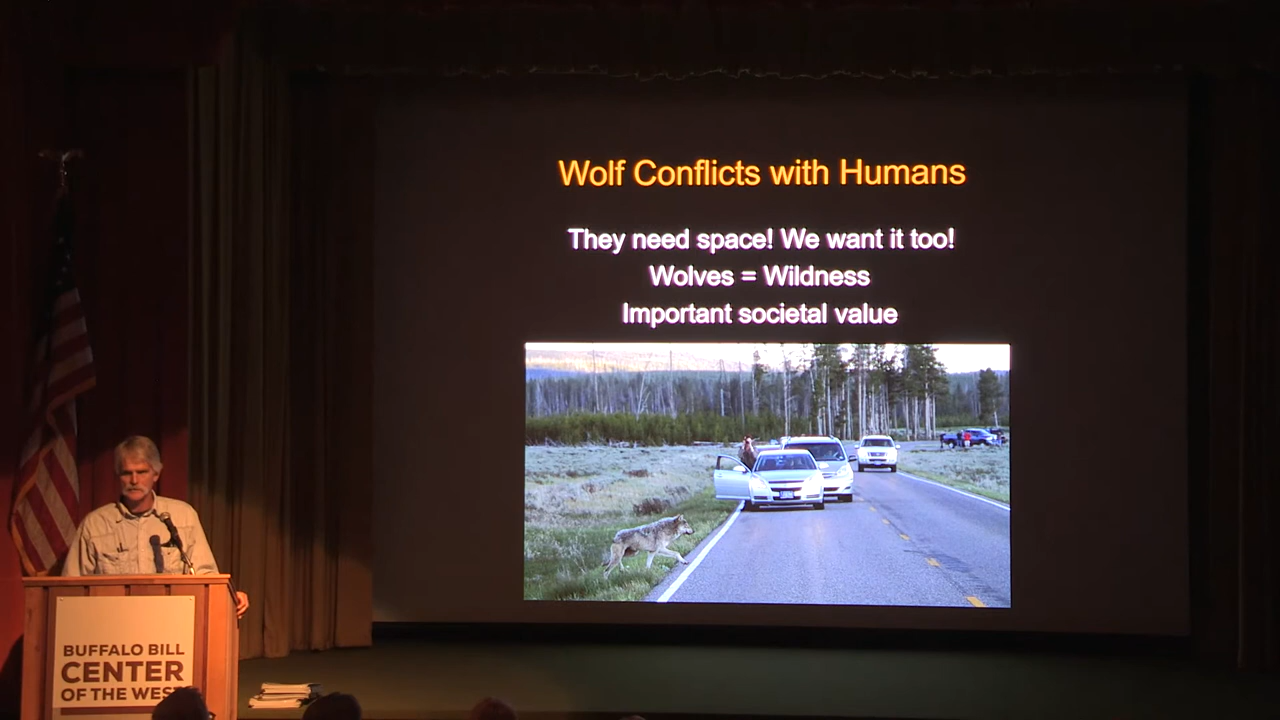 Wolf Conflicts with Humans
They need space! We want it too!
Wolves = Wildness
Important societal value
BUFFALO BILL
CENTER
OF THE WEST